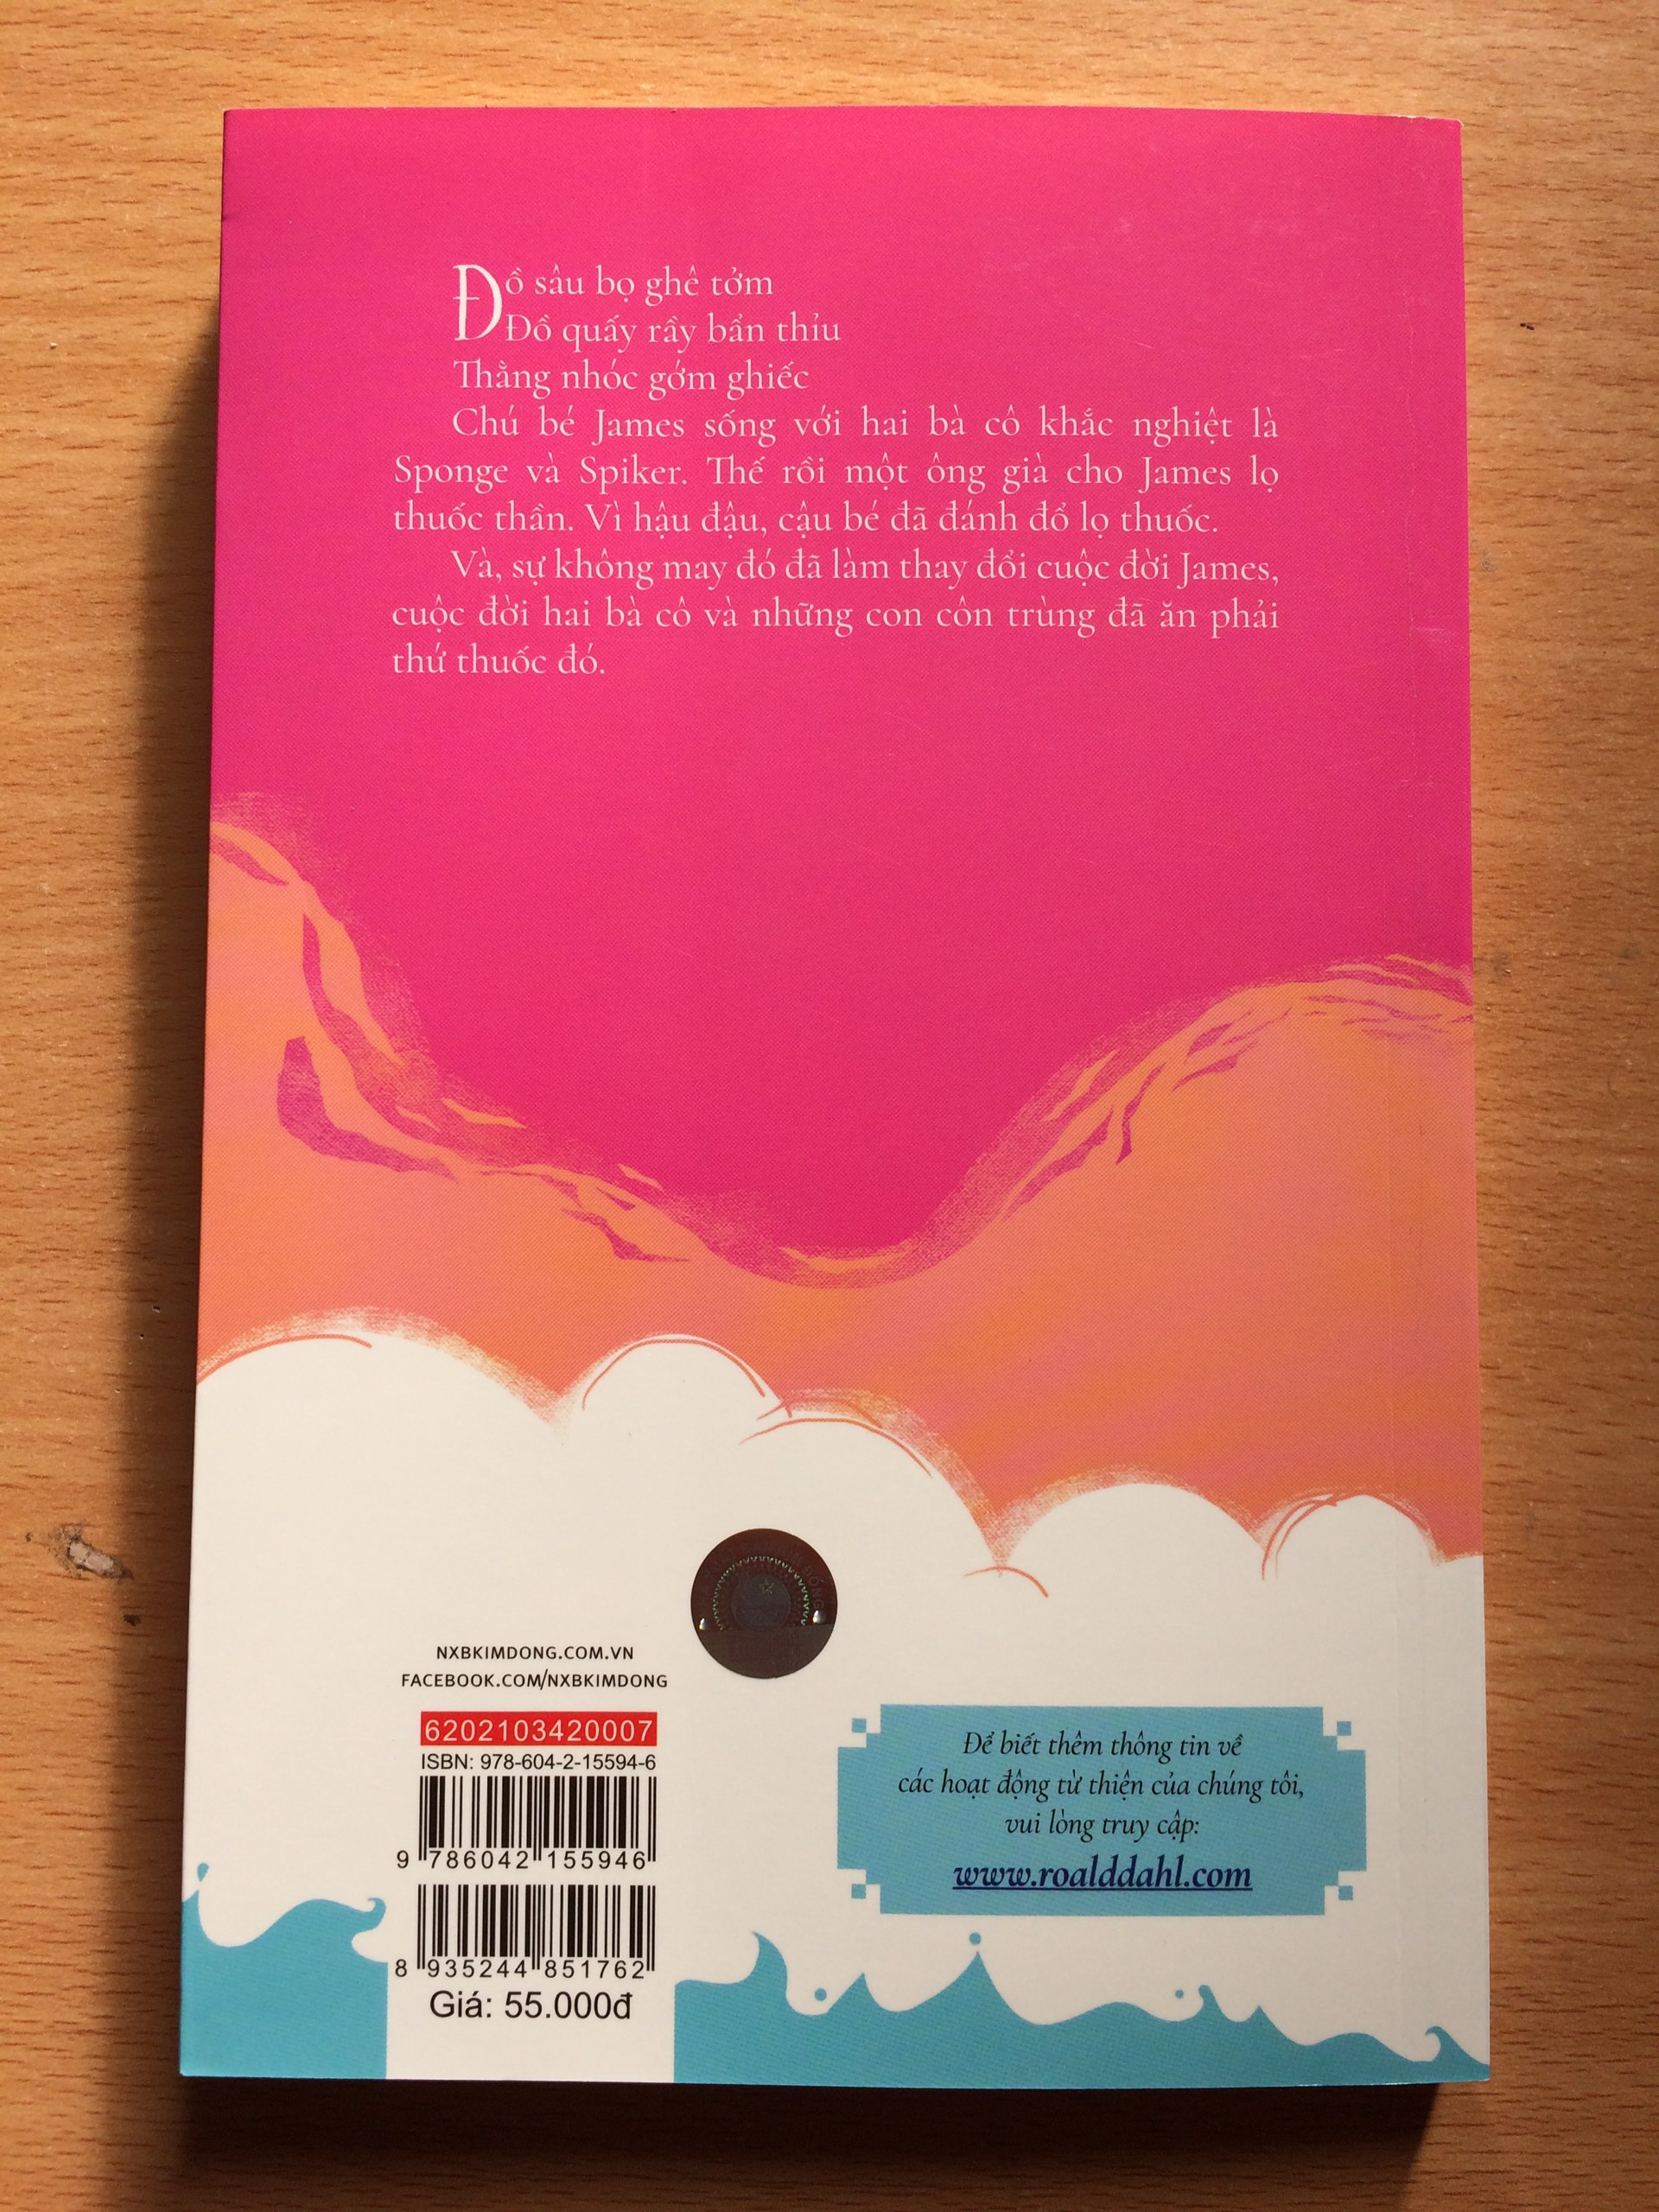 Đồ sâu bọ ghê tởm
Đồ quấy rầy bẩn thỉu
Thằng nhóc gớm ghiếc
Chú bé James sống với hai bà cô khắc nghiệt là
Sponge và Spiker. Thế rồi một ông già cho James lọ
thuốc thần. Vì hậu đậu, cậu bé đã đánh đổ lọ thuốc.
Và, sự không may đó đã làm thay đổi cuộc đời James,
cuộc đời hai bà cô và những con côn trùng đã ăn phải
thứ thuốc đó.
NXBKIMDONG.COM.VN
FACEBOOK.COM/NXBKIMDONG
6202103420007
ISBN: 978-604-2-15594-6
9 786042 155946
8 935244 851762
Giá: 55.000đ
Để biết thêm thông tin về
các hoạt động từ thiện của chúng tôi,
vui lòng truy cập:
www.roalddahl.com